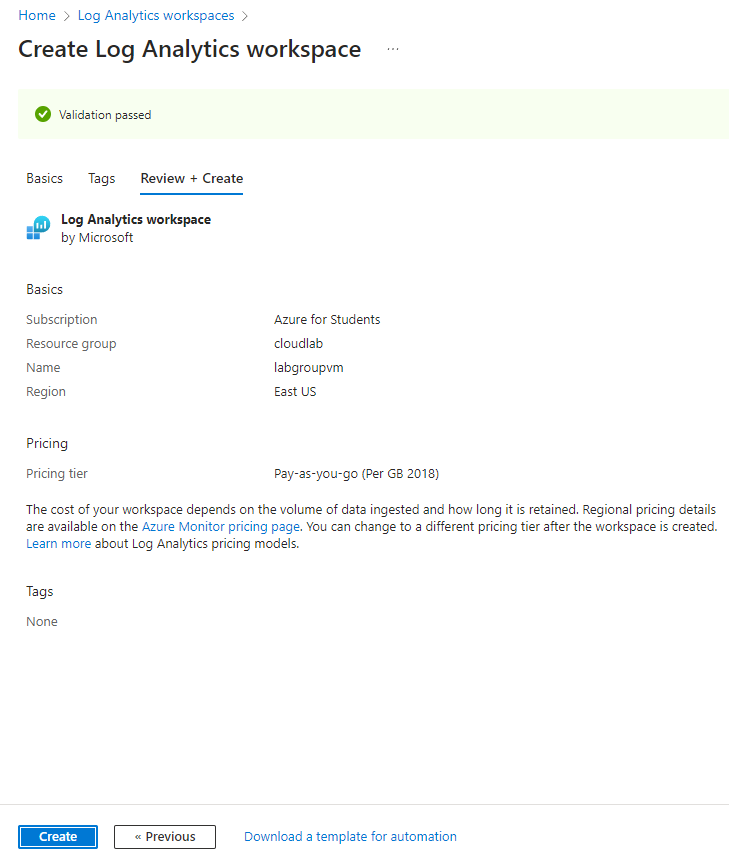 Home > Log Analytics workspaces >
Create Log Analytics workspace ...
Validation passed
Basics Tags Review + Create
Log Analytics workspace
by Microsoft
Basics
Subscription Azure for Students
Resource group cloudlab
Name labgroupvm
Region East US
Pricing
Pricing tier Pay-as-you-go (Per GB 2018)
The cost of your workspace depends on the volume of data ingested and how long it is retained. Regional pricing details
are available on the Azure Monitor pricing page. You can change to a different pricing tier after the workspace is created.
Learn more about Log Analytics pricing models.
Tags
None
Create « Previous Download a template for automation